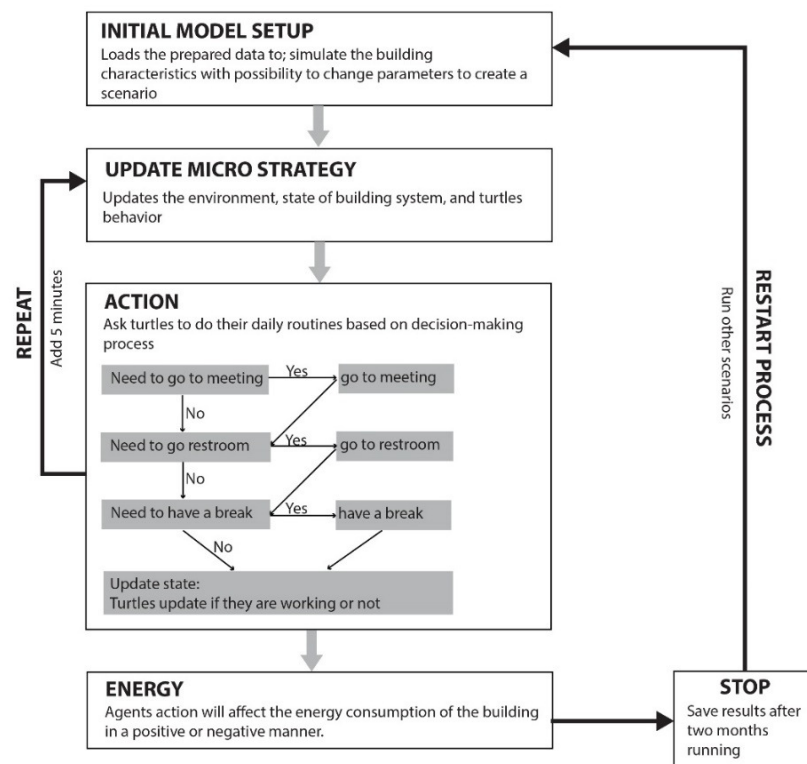 INITIAL MODEL SETUP
Loads the prepared data to; simulate the building
characteristics with possibility to change parameters to create a
scenario
UPDATE MICRO STRATEGY
Updates the environment, state of building system, and turtles
behavior
REPEAT
Add 5 minutes
ACTION
Ask turtles to do their daily routines based on decision-making
process
Need to go to meeting
Yes
go to meeting
No
Need to go restroom
Yes
go to restroom
No
Need to have a break
Yes
have a break
No
Update state:
Turtles update if they are working or not
ENERGY
Agents action will affect the energy consumption of the building
in a positive or negative manner.
STOP
Save results after
two months
running
RESTART PROCESS
Run other scenarios